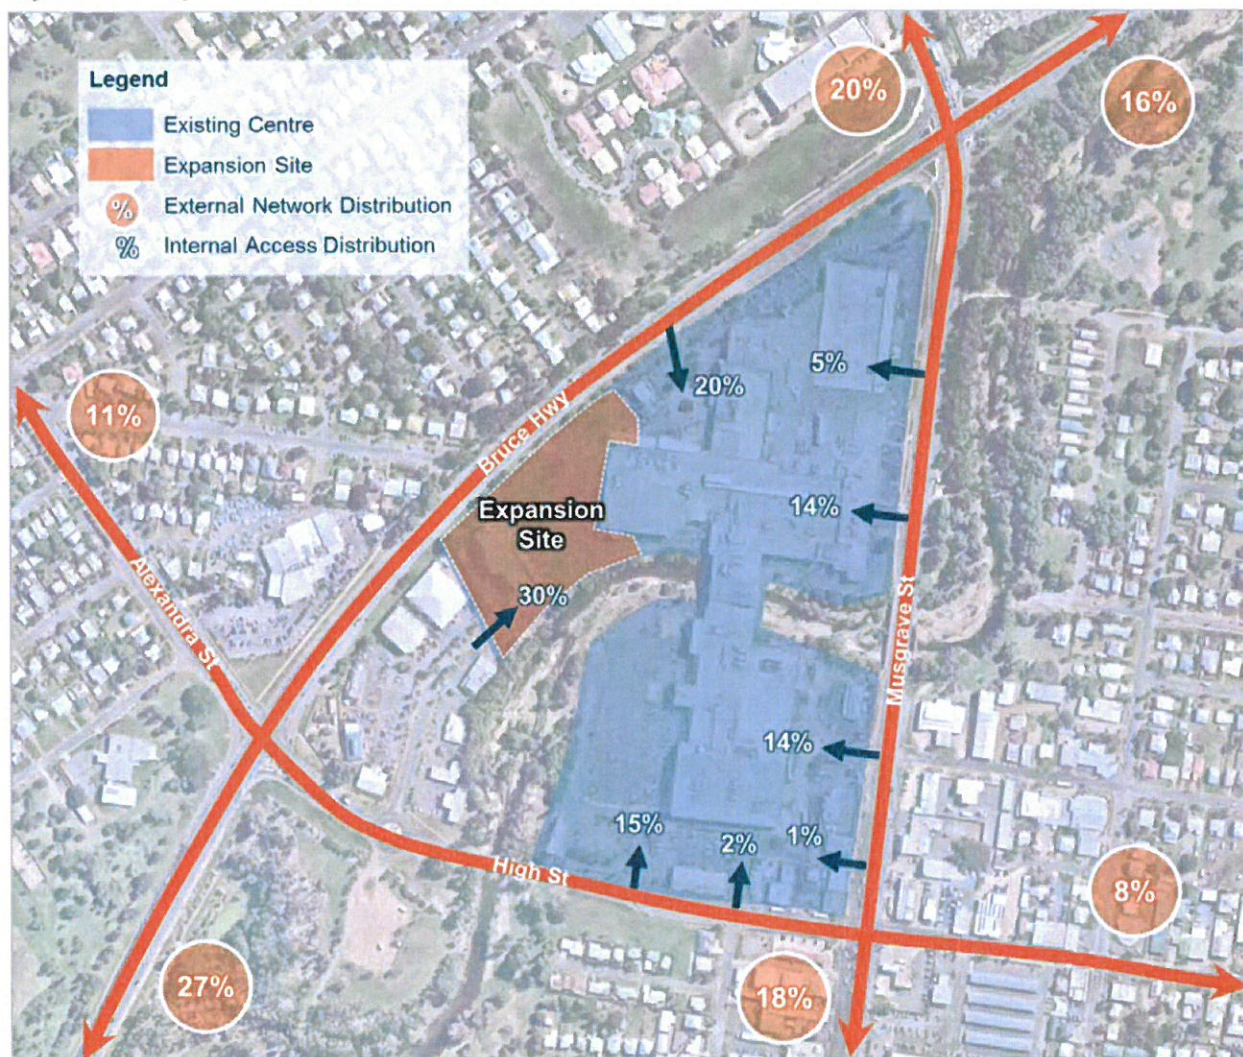 Legend
Existing Centre
Expansion Site
% External Network Distribution
% Internal Access Distribution
20%
16%
5%
20%
11%
Bruce Hwy
14%
Expansion
Site
30%
Alexandra St
Musgrave St
14%
15%
2%
1%
High St
8%
27%
18%